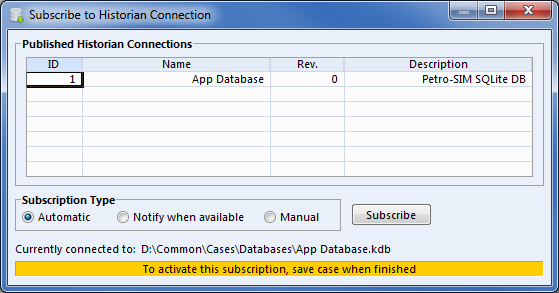 Subscribe to Historian Connection
Published Historian Connections
ID Name Rev. Description
1 App Database 0 Petro-SIM SQLite DB
Subscription Type
Automatic Notify when available Manual Subscribe
Currently connected to: D:\Common\Cases\Databases\App Database.kdb
To activate this subscription, save case when finished